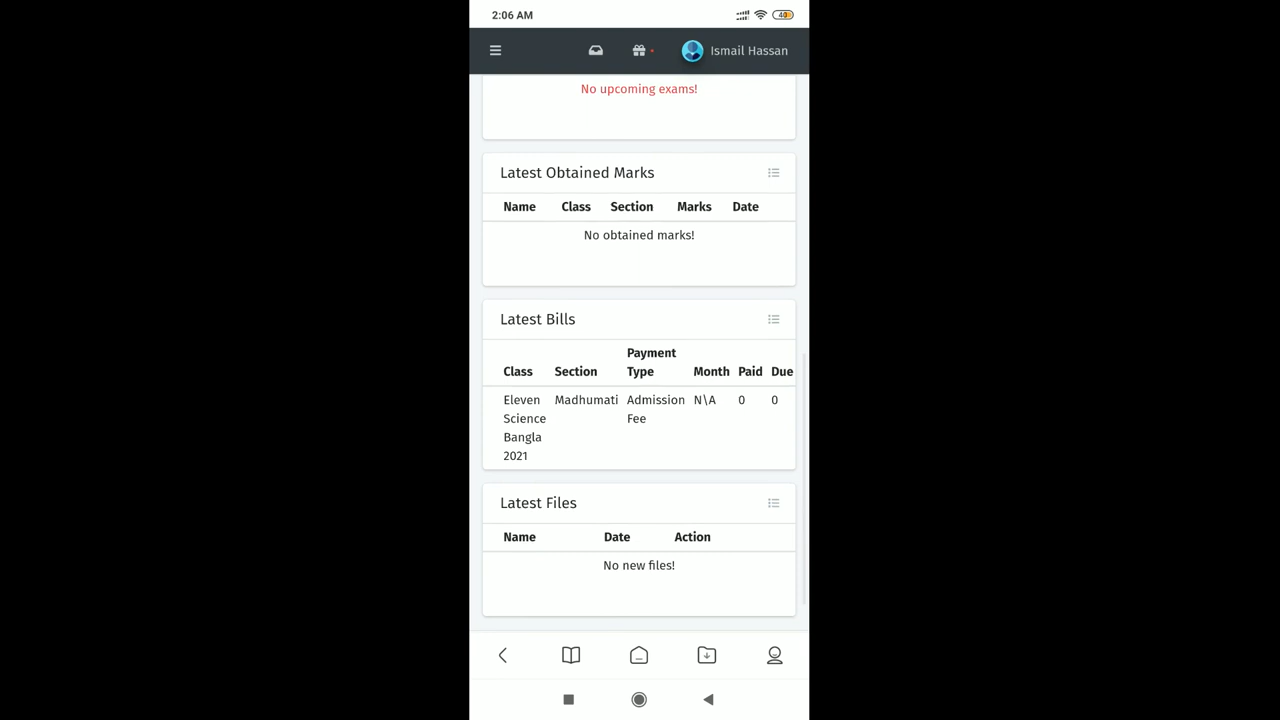 2:06 AM
40
Ismail Hassan
No upcoming exams!
Latest Obtained Marks
Name Class Section Marks Date
No obtained marks!
Latest Bills
Class Section Payment Type Month Paid Due
Eleven Science Bangla 2021 Madhumati Admission Fee N\A 0 0
Latest Files
Name Date Action
No new files!